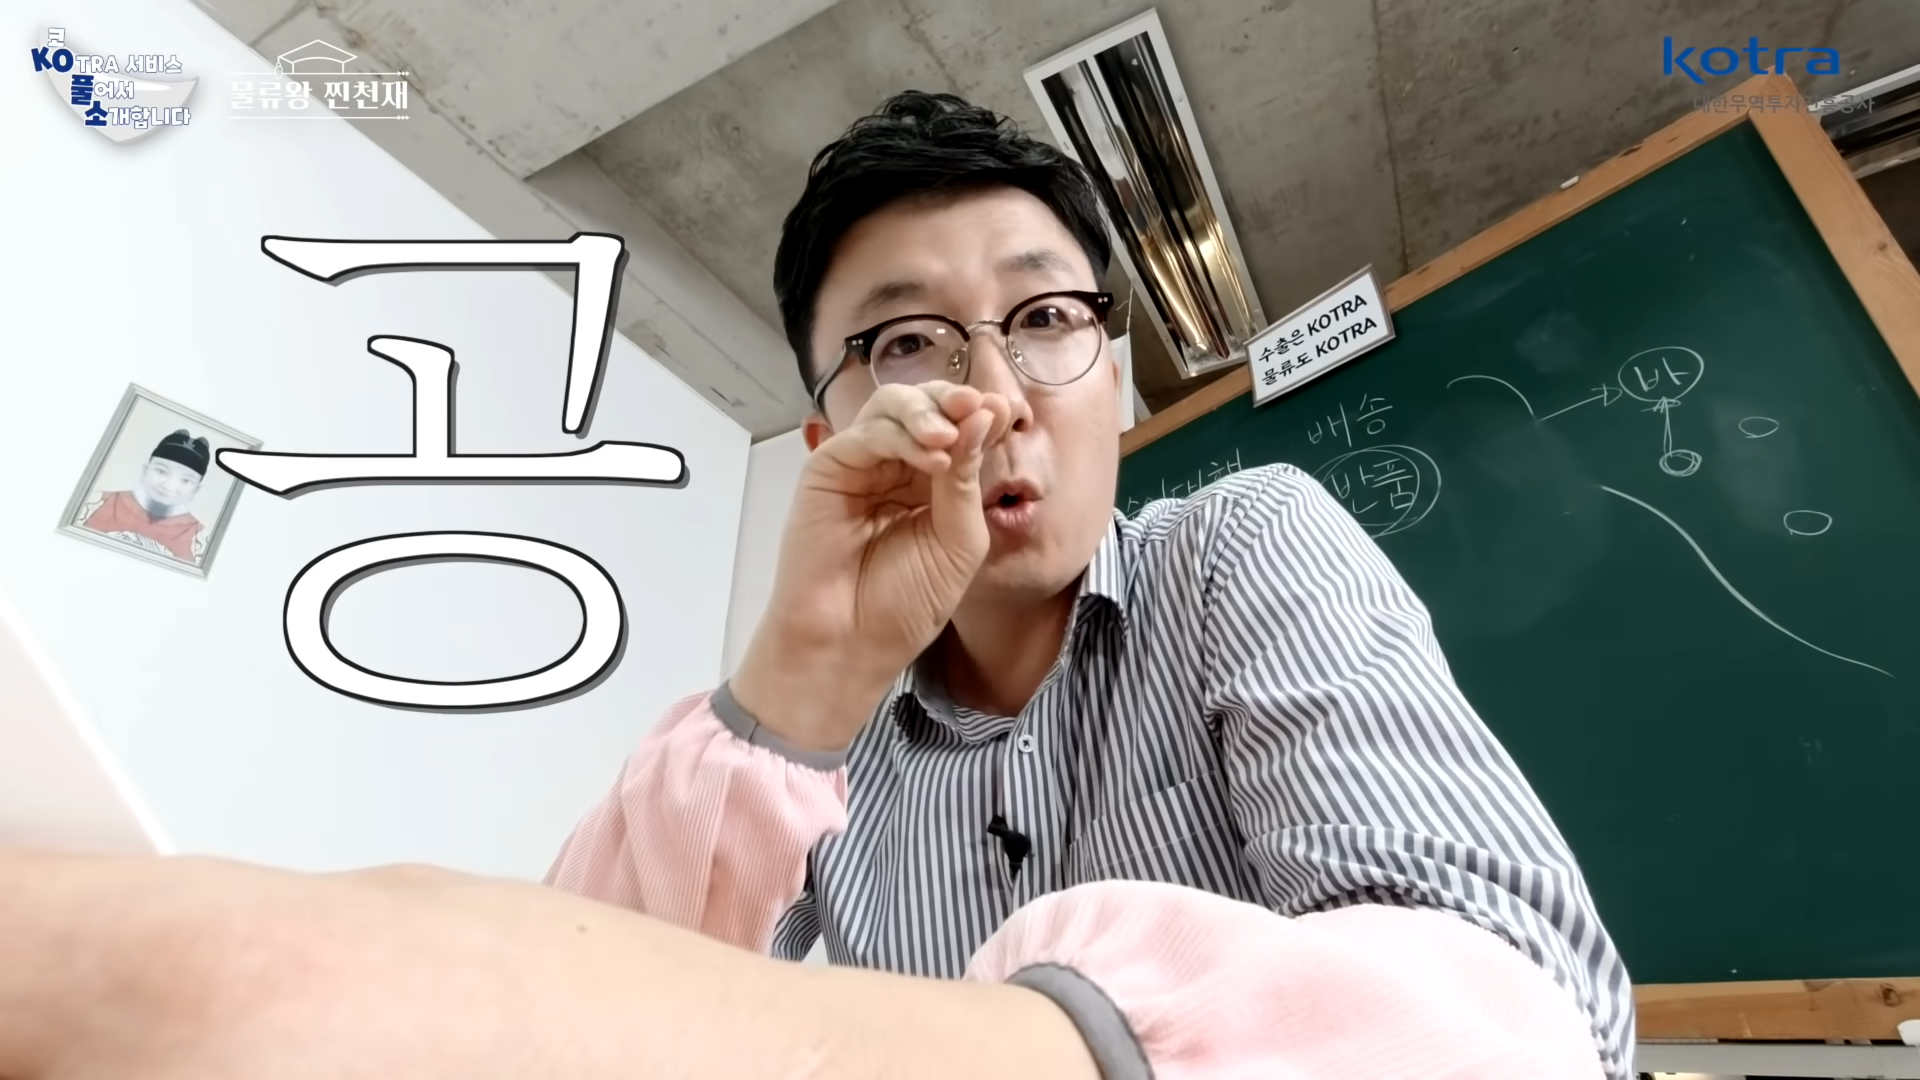 코
KOTRA 서비스
풀어서
소개합니다
물류왕 찐천재
kotra
대한무역투자진흥공사
공
수출은 KOTRA
물류도 KOTRA
배송
반품
바